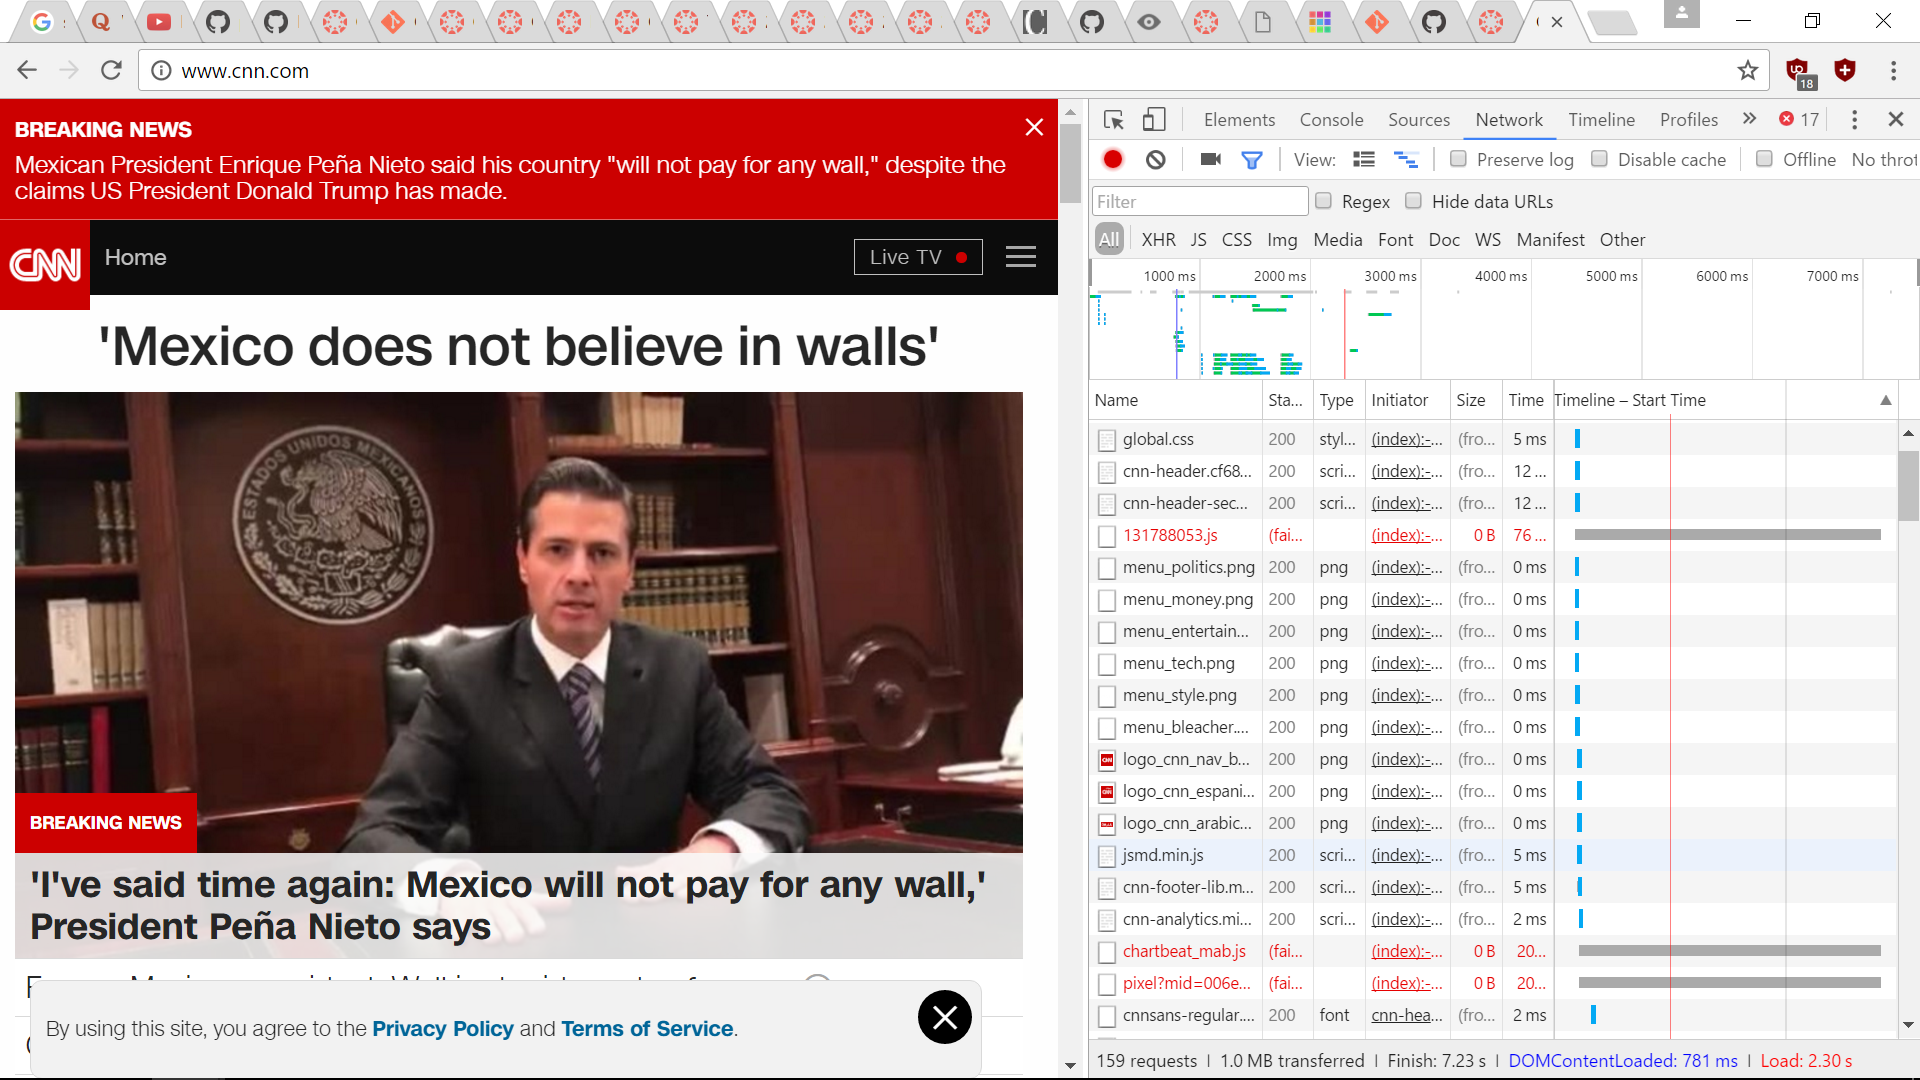 www.cnn.com
18
BREAKING NEWS
Mexican President Enrique Peña Nieto said his country "will not pay for any wall," despite the
claims US President Donald Trump has made.
CNN
Home
Live TV
'Mexico does not believe in walls'
ESTADOS UNIDOS MEXICANOS
BREAKING NEWS
'I've said time again: Mexico will not pay for any wall,'
President Peña Nieto says
By using this site, you agree to the Privacy Policy and Terms of Service.
Elements Console Sources Network Timeline Profiles » 17
View: Preserve log Disable cache Offline No throt
Filter Regex Hide data URLs
All XHR JS CSS Img Media Font Doc WS Manifest Other
1000 ms 2000 ms 3000 ms 4000 ms 5000 ms 6000 ms 7000 ms
Name Sta... Type Initiator Size Time Timeline – Start Time
global.css 200 styl... (index):-... (fro... 5 ms
cnn-header.cf68... 200 scri... (index):-... (fro... 12 ...
cnn-header-sec... 200 scri... (index):-... (fro... 12 ...
131788053.js (fai... (index):-... 0 B 76 ...
menu_politics.png 200 png (index):-... (fro... 0 ms
menu_money.png 200 png (index):-... (fro... 0 ms
menu_entertain... 200 png (index):-... (fro... 0 ms
menu_tech.png 200 png (index):-... (fro... 0 ms
menu_style.png 200 png (index):-... (fro... 0 ms
menu_bleacher.... 200 png (index):-... (fro... 0 ms
logo_cnn_nav_b... 200 png (index):-... (fro... 0 ms
logo_cnn_espani... 200 png (index):-... (fro... 0 ms
logo_cnn_arabic... 200 png (index):-... (fro... 0 ms
jsmd.min.js 200 scri... (index):-... (fro... 5 ms
cnn-footer-lib.m... 200 scri... (index):-... (fro... 5 ms
cnn-analytics.mi... 200 scri... (index):-... (fro... 2 ms
chartbeat_mab.js (fai... (index):-... 0 B 20...
pixel?mid=006e... (fai... (index):-... 0 B 20...
cnnsans-regular.... 200 font cnn-hea... (fro... 2 ms
159 requests | 1.0 MB transferred | Finish: 7.23 s | DOMContentLoaded: 781 ms | Load: 2.30 s